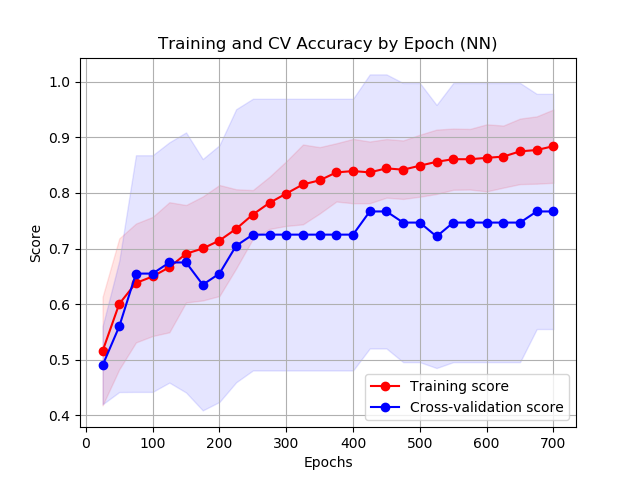 Training and CV Accuracy by Epoch (NN)
Score
1.0
0.9
0.8
0.7
0.6
0.5
0.4
Training score
Cross-validation score
0 100 200 300 400 500 600 700
Epochs